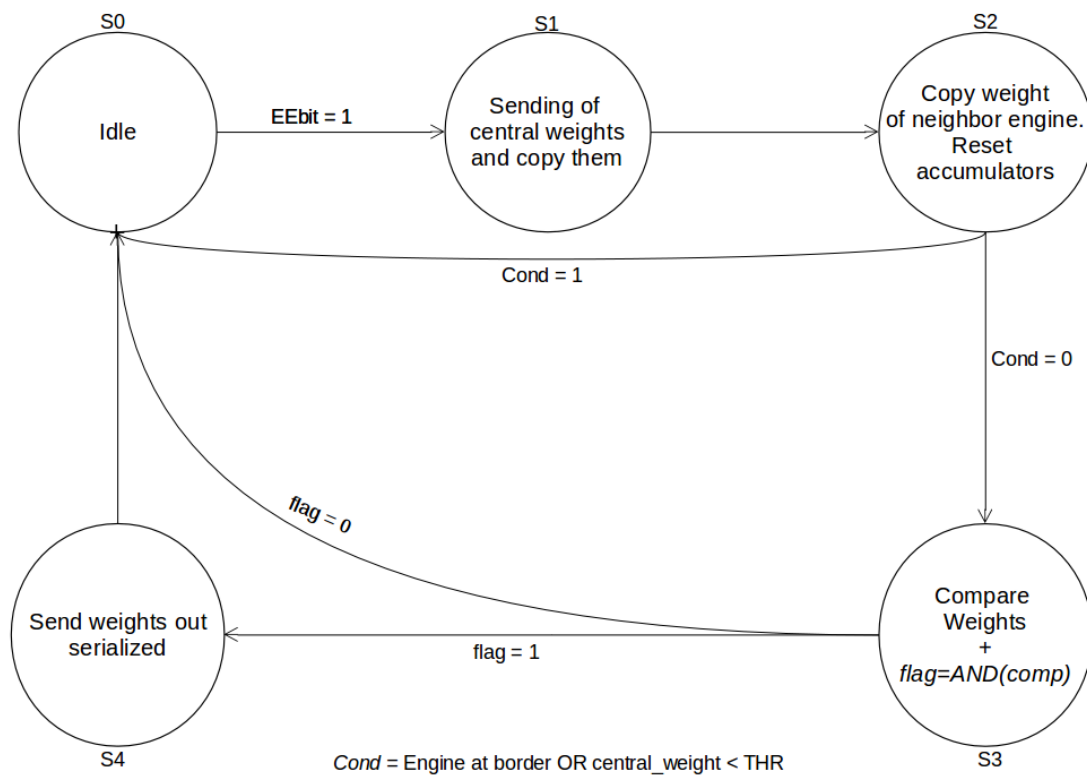 S0
S1
S2
Idle
EEbit = 1
Sending of
central weights
and copy them
Copy weight
of neighbor engine.
Reset
accumulators
Cond = 1
Cond = 0
flag = 0
Send weights out
serialized
flag = 1
Compare
Weights
+
flag=AND(comp)
S4
Cond = Engine at border OR central_weight < THR
S3